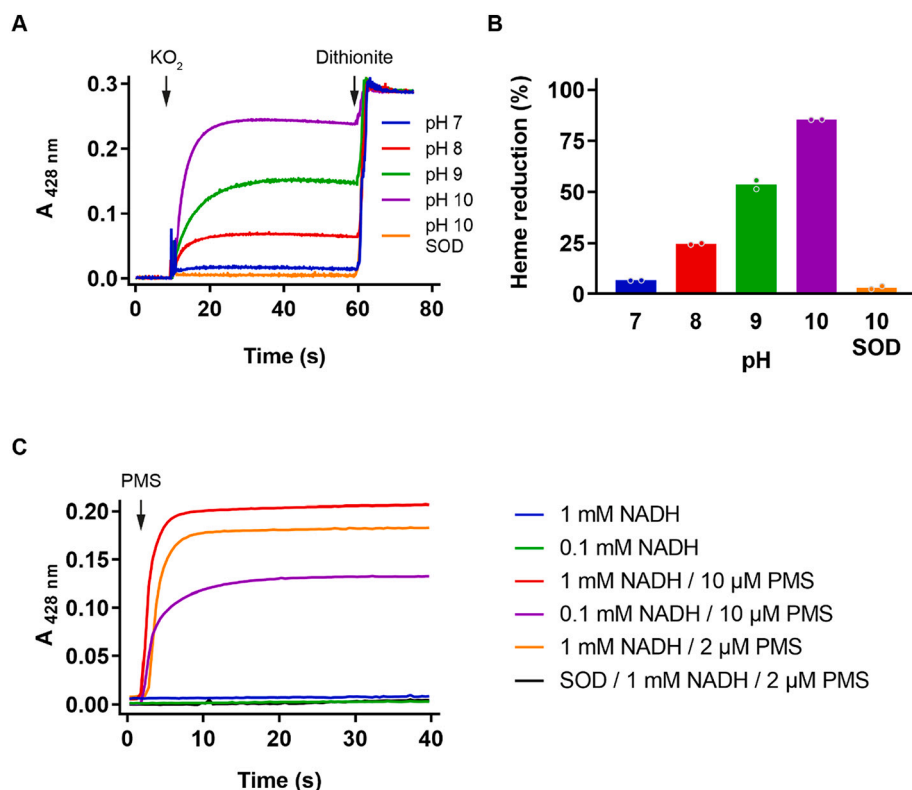 A
KO2
Dithionite
0.3
0.2
0.1
0.0
A 428 nm
0
20
40
60
80
Time (s)
pH 7
pH 8
pH 9
pH 10
pH 10
SOD
B
Heme reduction (%)
100
75
50
25
0
7
8
9
10
10
SOD
pH
C
PMS
0.20
0.15
0.10
0.05
0.00
A 428 nm
0
10
20
30
40
Time (s)
1 mM NADH
0.1 mM NADH
1 mM NADH / 10 µM PMS
0.1 mM NADH / 10 µM PMS
1 mM NADH / 2 µM PMS
SOD / 1 mM NADH / 2 µM PMS